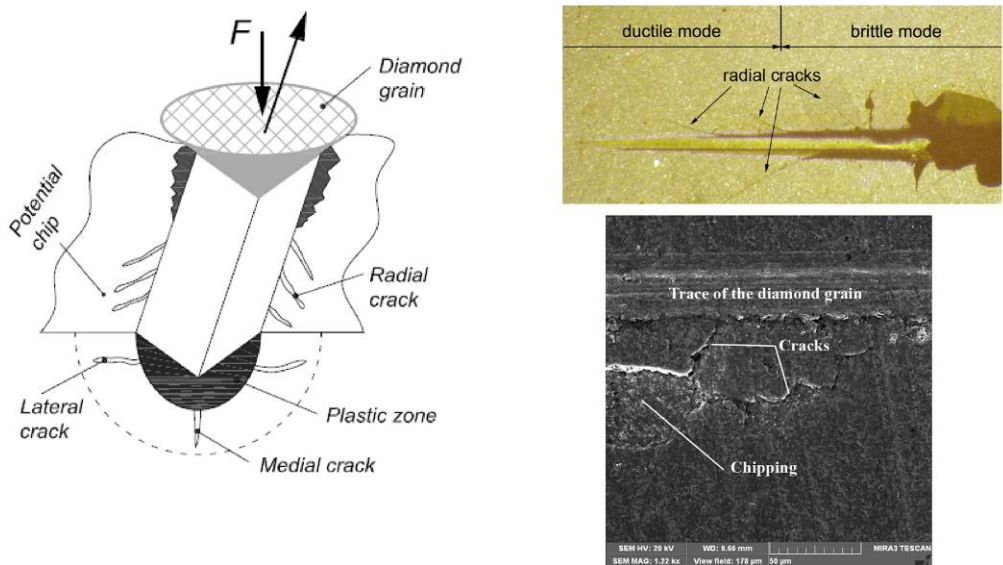 F
Diamond
grain
Potential
chip
Radial
crack
Lateral
crack
Plastic zone
Medial crack
ductile mode
brittle mode
radial cracks
Trace of the diamond grain
Cracks
Chipping
SEM HV: 20 kV
WD: 9.66 mm
MIRA3 TESCAN
SEM MAG: 1.22 kx
View field: 178 µm
50 µm